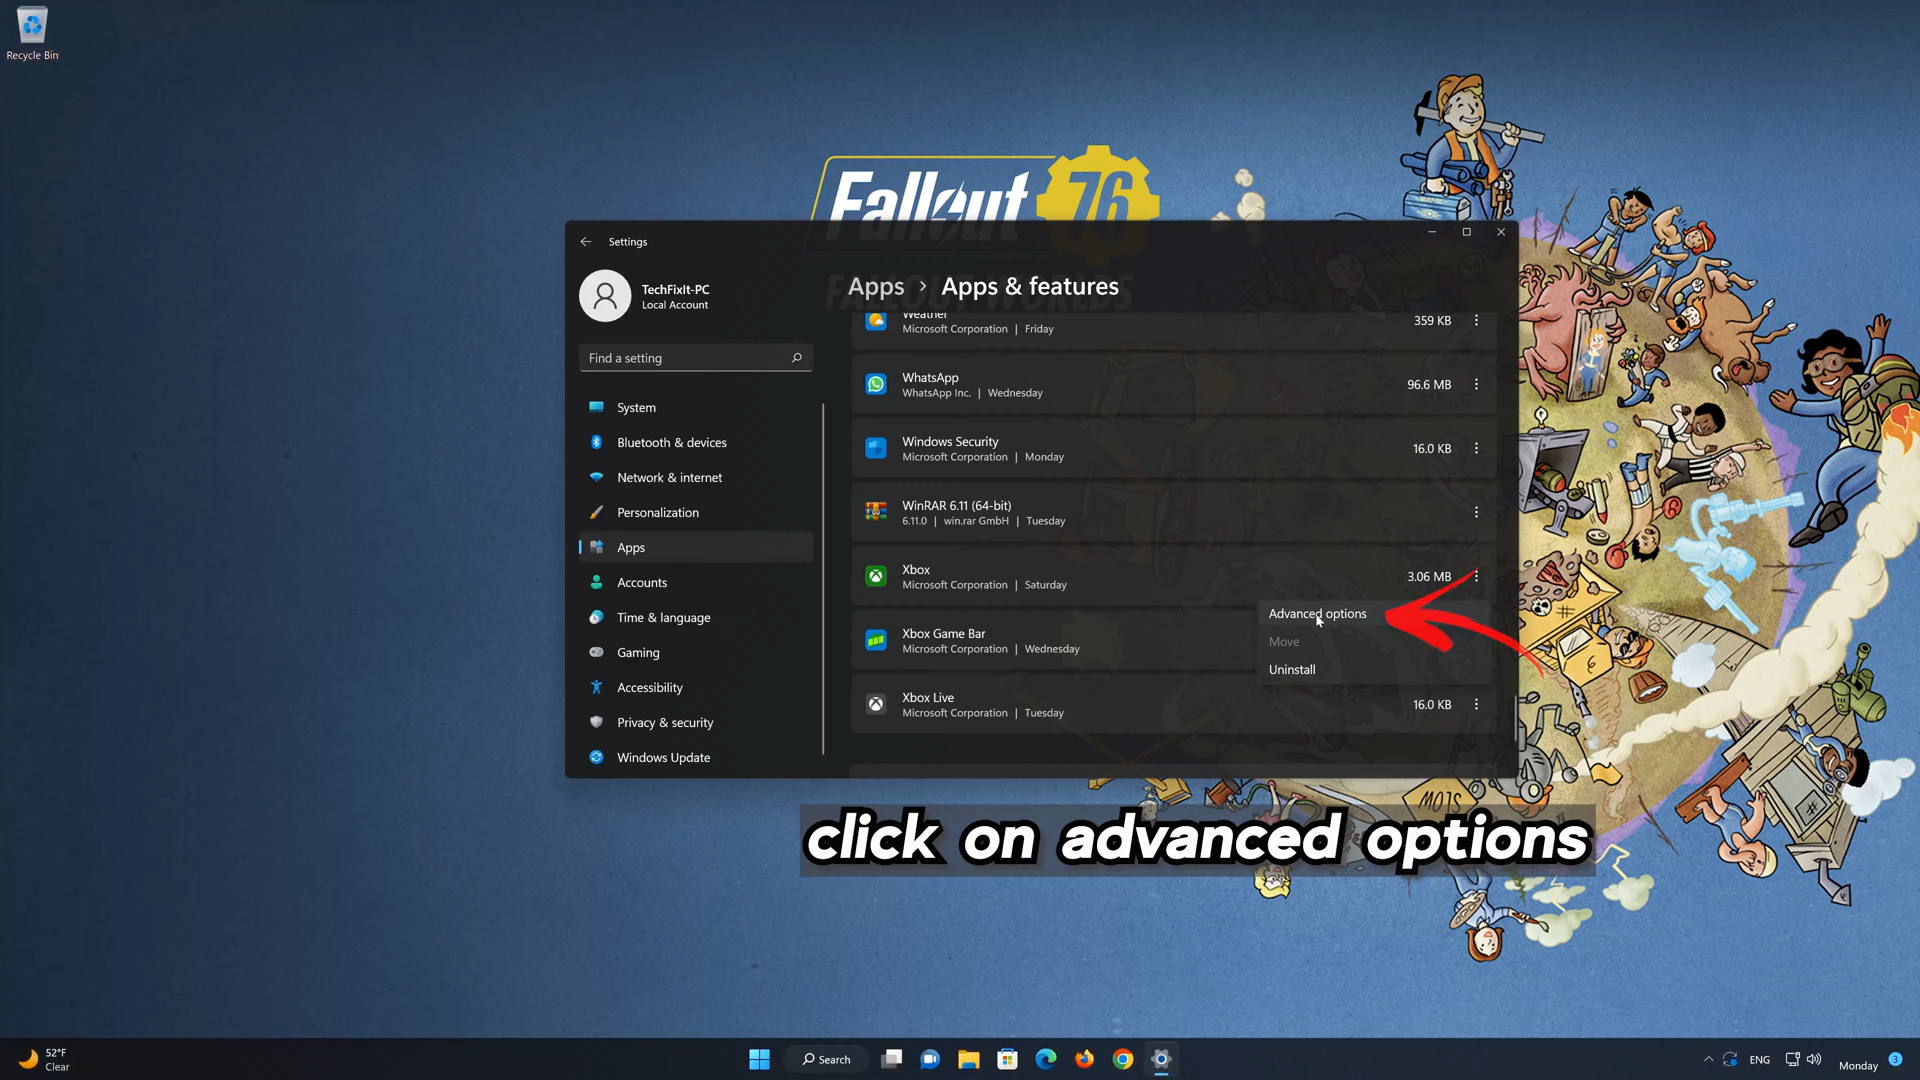 Recycle Bin
Fallout 76
Settings
TechFixIt-PC
Local Account
Find a setting
System
Bluetooth & devices
Network & internet
Personalization
Apps
Accounts
Time & language
Gaming
Accessibility
Privacy & security
Windows Update
Apps > Apps & features
Weather
Microsoft Corporation | Friday
359 KB
WhatsApp
WhatsApp Inc. | Wednesday
96.6 MB
Windows Security
Microsoft Corporation | Monday
16.0 KB
WinRAR 6.11 (64-bit)
6.11.0 | win.rar GmbH | Tuesday
Xbox
Microsoft Corporation | Saturday
3.06 MB
Advanced options
Move
Uninstall
Xbox Game Bar
Microsoft Corporation | Wednesday
Xbox Live
Microsoft Corporation | Tuesday
16.0 KB
MOJS
click on advanced options
52°F
Clear
Search
ENG
Monday
3